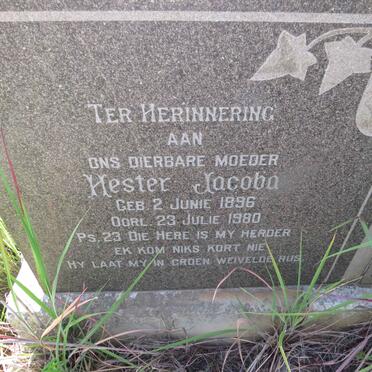 TER HERINNERING
AAN
ONS DIERBARE MOEDER
Hester Jacoba
GEB. 2 JUNIE 1896
OORL. 23 JULIE 1980
PS. 23 DIE HERE IS MY HERDER
EK KOM NIKS KORT NIE
HY LAAT MY IN GROEN WEIVELDE RUS.